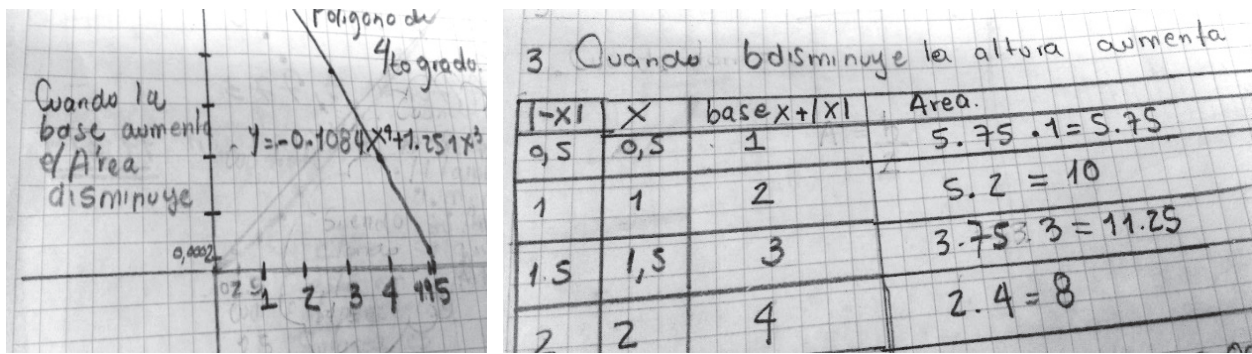 Polígono de
4to grado.
Cuando la
base aumenta
el Área
disminuye
y=-0.1084x⁴+1.251x³
0,0002
1 2 3 4 4.95
3 Cuando b disminuye la altura aumenta
|-x| x base x+|x| Area.
0,5 0,5 1 5.75 · 1 = 5.75
1 1 2 5.2 = 10
1.5 1,5 3 3.75 · 3 = 11.25
2 2 4 2.4 = 8